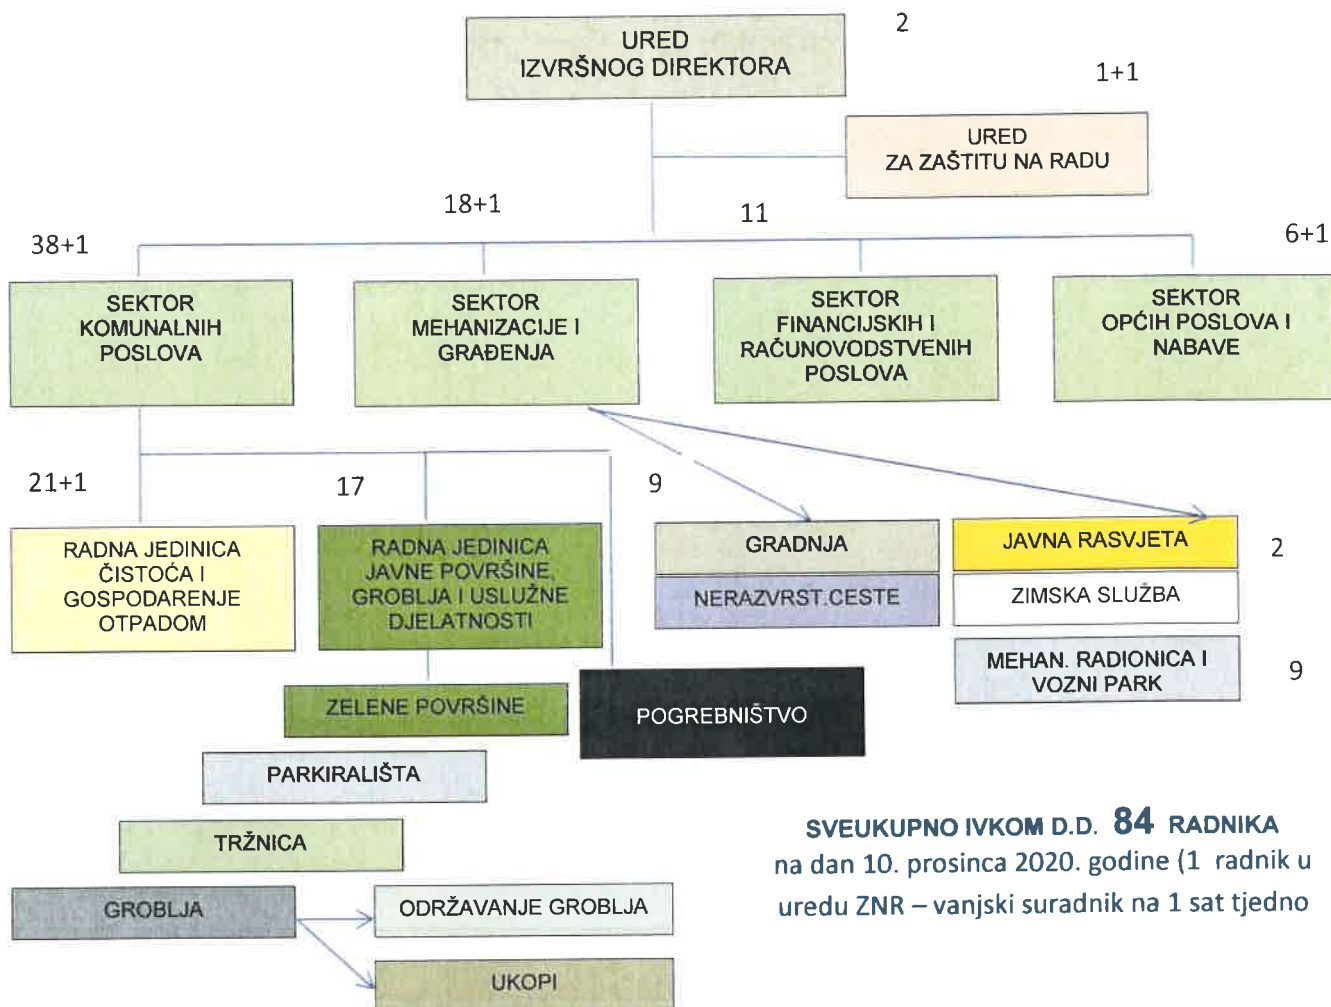 URED
IZVRŠNOG DIREKTORA
2
1+1
URED
ZA ZAŠTITU NA RADU
18+1
11
38+1
6+1
SEKTOR
KOMUNALNIH
POSLOVA
SEKTOR
MEHANIZACIJE I
GRAĐENJA
SEKTOR
FINANCIJSKIH I
RAČUNOVODSTVENIH
POSLOVA
SEKTOR
OPĆIH POSLOVA I
NABAVE
21+1
17
9
RADNA JEDINICA
ČISTOĆA I
GOSPODARENJE
OTPADOM
RADNA JEDINICA
JAVNE POVRŠINE,
GROBLJA I USLUŽNE
DJELATNOSTI
GRADNJA
NERAZVRST.CESTE
JAVNA RASVJETA
2
ZIMSKA SLUŽBA
MEHAN. RADIONICA I
VOZNI PARK
9
ZELENE POVRŠINE
POGREBNIŠTVO
PARKIRALIŠTA
TRŽNICA
GROBLJA
ODRŽAVANJE GROBLJA
UKOPI
SVEUKUPNO IVKOM D.D. 84 RADNIKA
na dan 10. prosinca 2020. godine (1 radnik u
uredu ZNR – vanjski suradnik na 1 sat tjedno